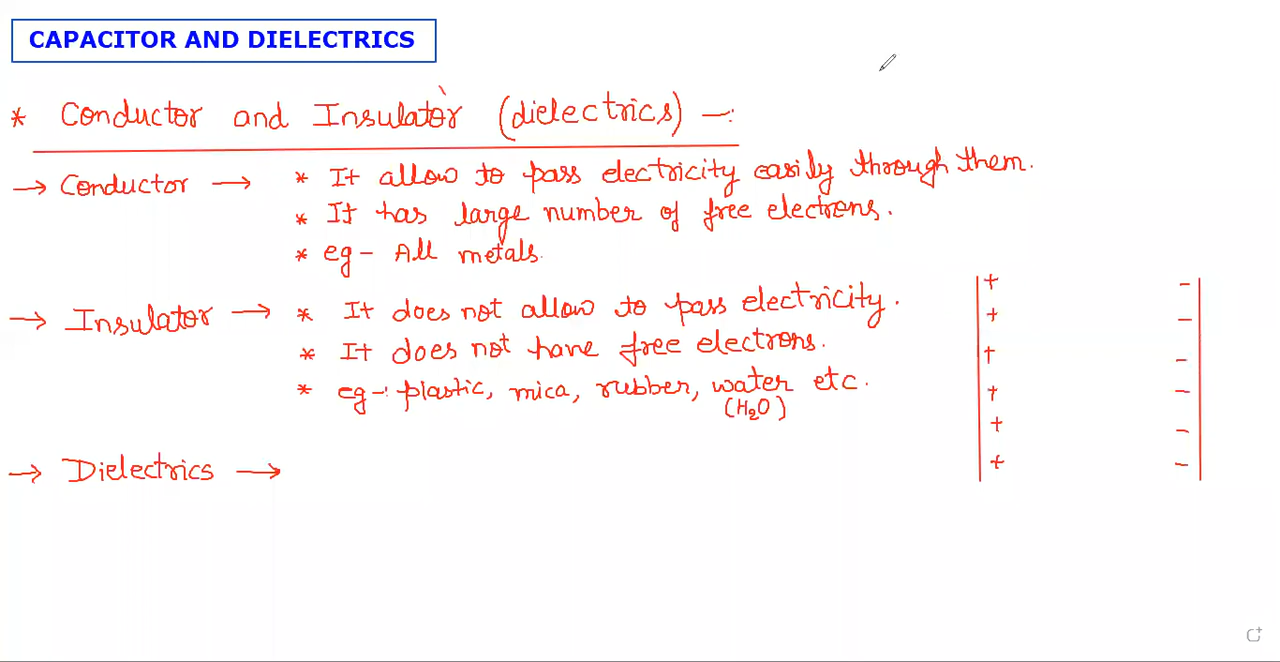 CAPACITOR AND DIELECTRICS
* Conductor and Insulator (dielectrics) -:
→ Conductor → * It allow to pass electricity easily through them.
* It has large number of free electrons.
* eg- All metals.
→ Insulator → * It does not allow to pass electricity.
* It does not have free electrons.
* eg-: plastic, mica, rubber, water etc.
(H₂O)
→ Dielectrics →
+ -
+ -
+ -
+ -
+ -
+ -